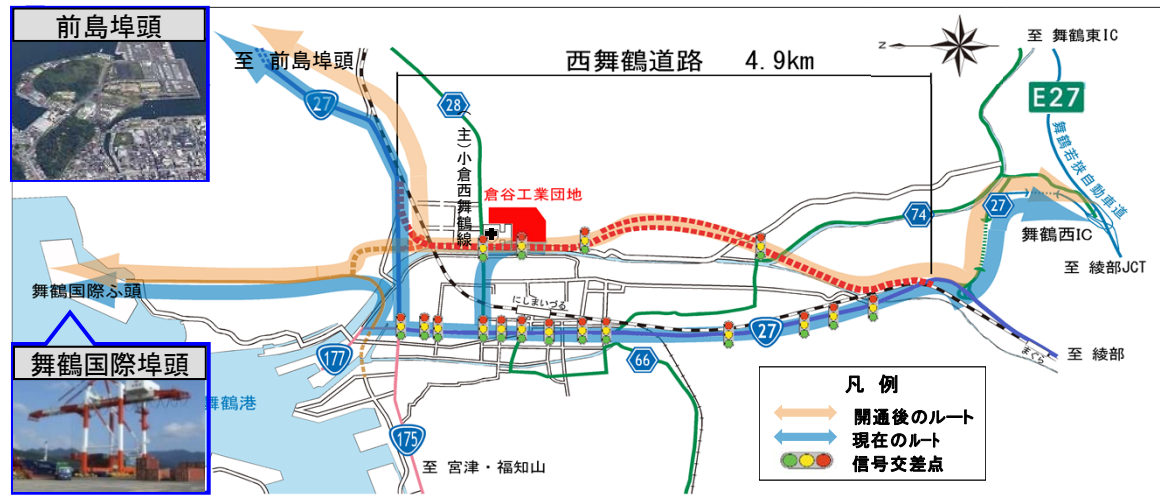 前島埠頭
至 前島埠頭
西舞鶴道路 4.9km
N
至 舞鶴東IC
E27
舞鶴若狭自動車道
27
28
(主)小倉西舞鶴線
倉谷工業団地
74
27
舞鶴西IC
至 綾部JCT
舞鶴国際ふ頭
にしまいづる
27
177
66
まぐら
至 綾部
舞鶴国際埠頭
舞鶴港
175
至 宮津・福知山
凡 例
開通後のルート
現在のルート
信号交差点